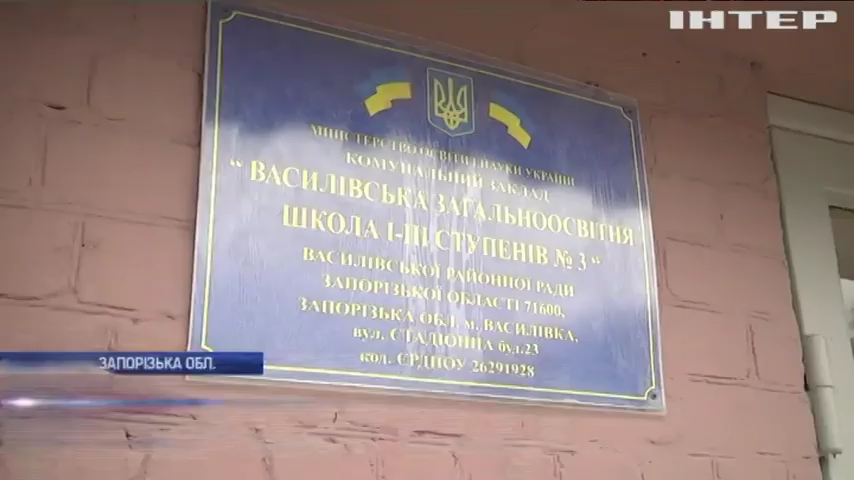 ІНТЕР
МІНІСТЕРСТВО ОСВІТИ І НАУКИ УКРАЇНИ
КОМУНАЛЬНИЙ ЗАКЛАД
“ ВАСИЛІВСЬКА ЗАГАЛЬНООСВІТНЯ
ШКОЛА І-ІІІ СТУПЕНІВ № 3 “
ВАСИЛІВСЬКОЇ РАЙОННОЇ РАДИ
ЗАПОРІЗЬКОЇ ОБЛАСТІ 71600,
ЗАПОРІЗЬКА ОБЛ. м. ВАСИЛІВКА,
вул. СТАДІОННА буд.23
код. ЄРДПОУ 26291928
ЗАПОРІЗЬКА ОБЛ.